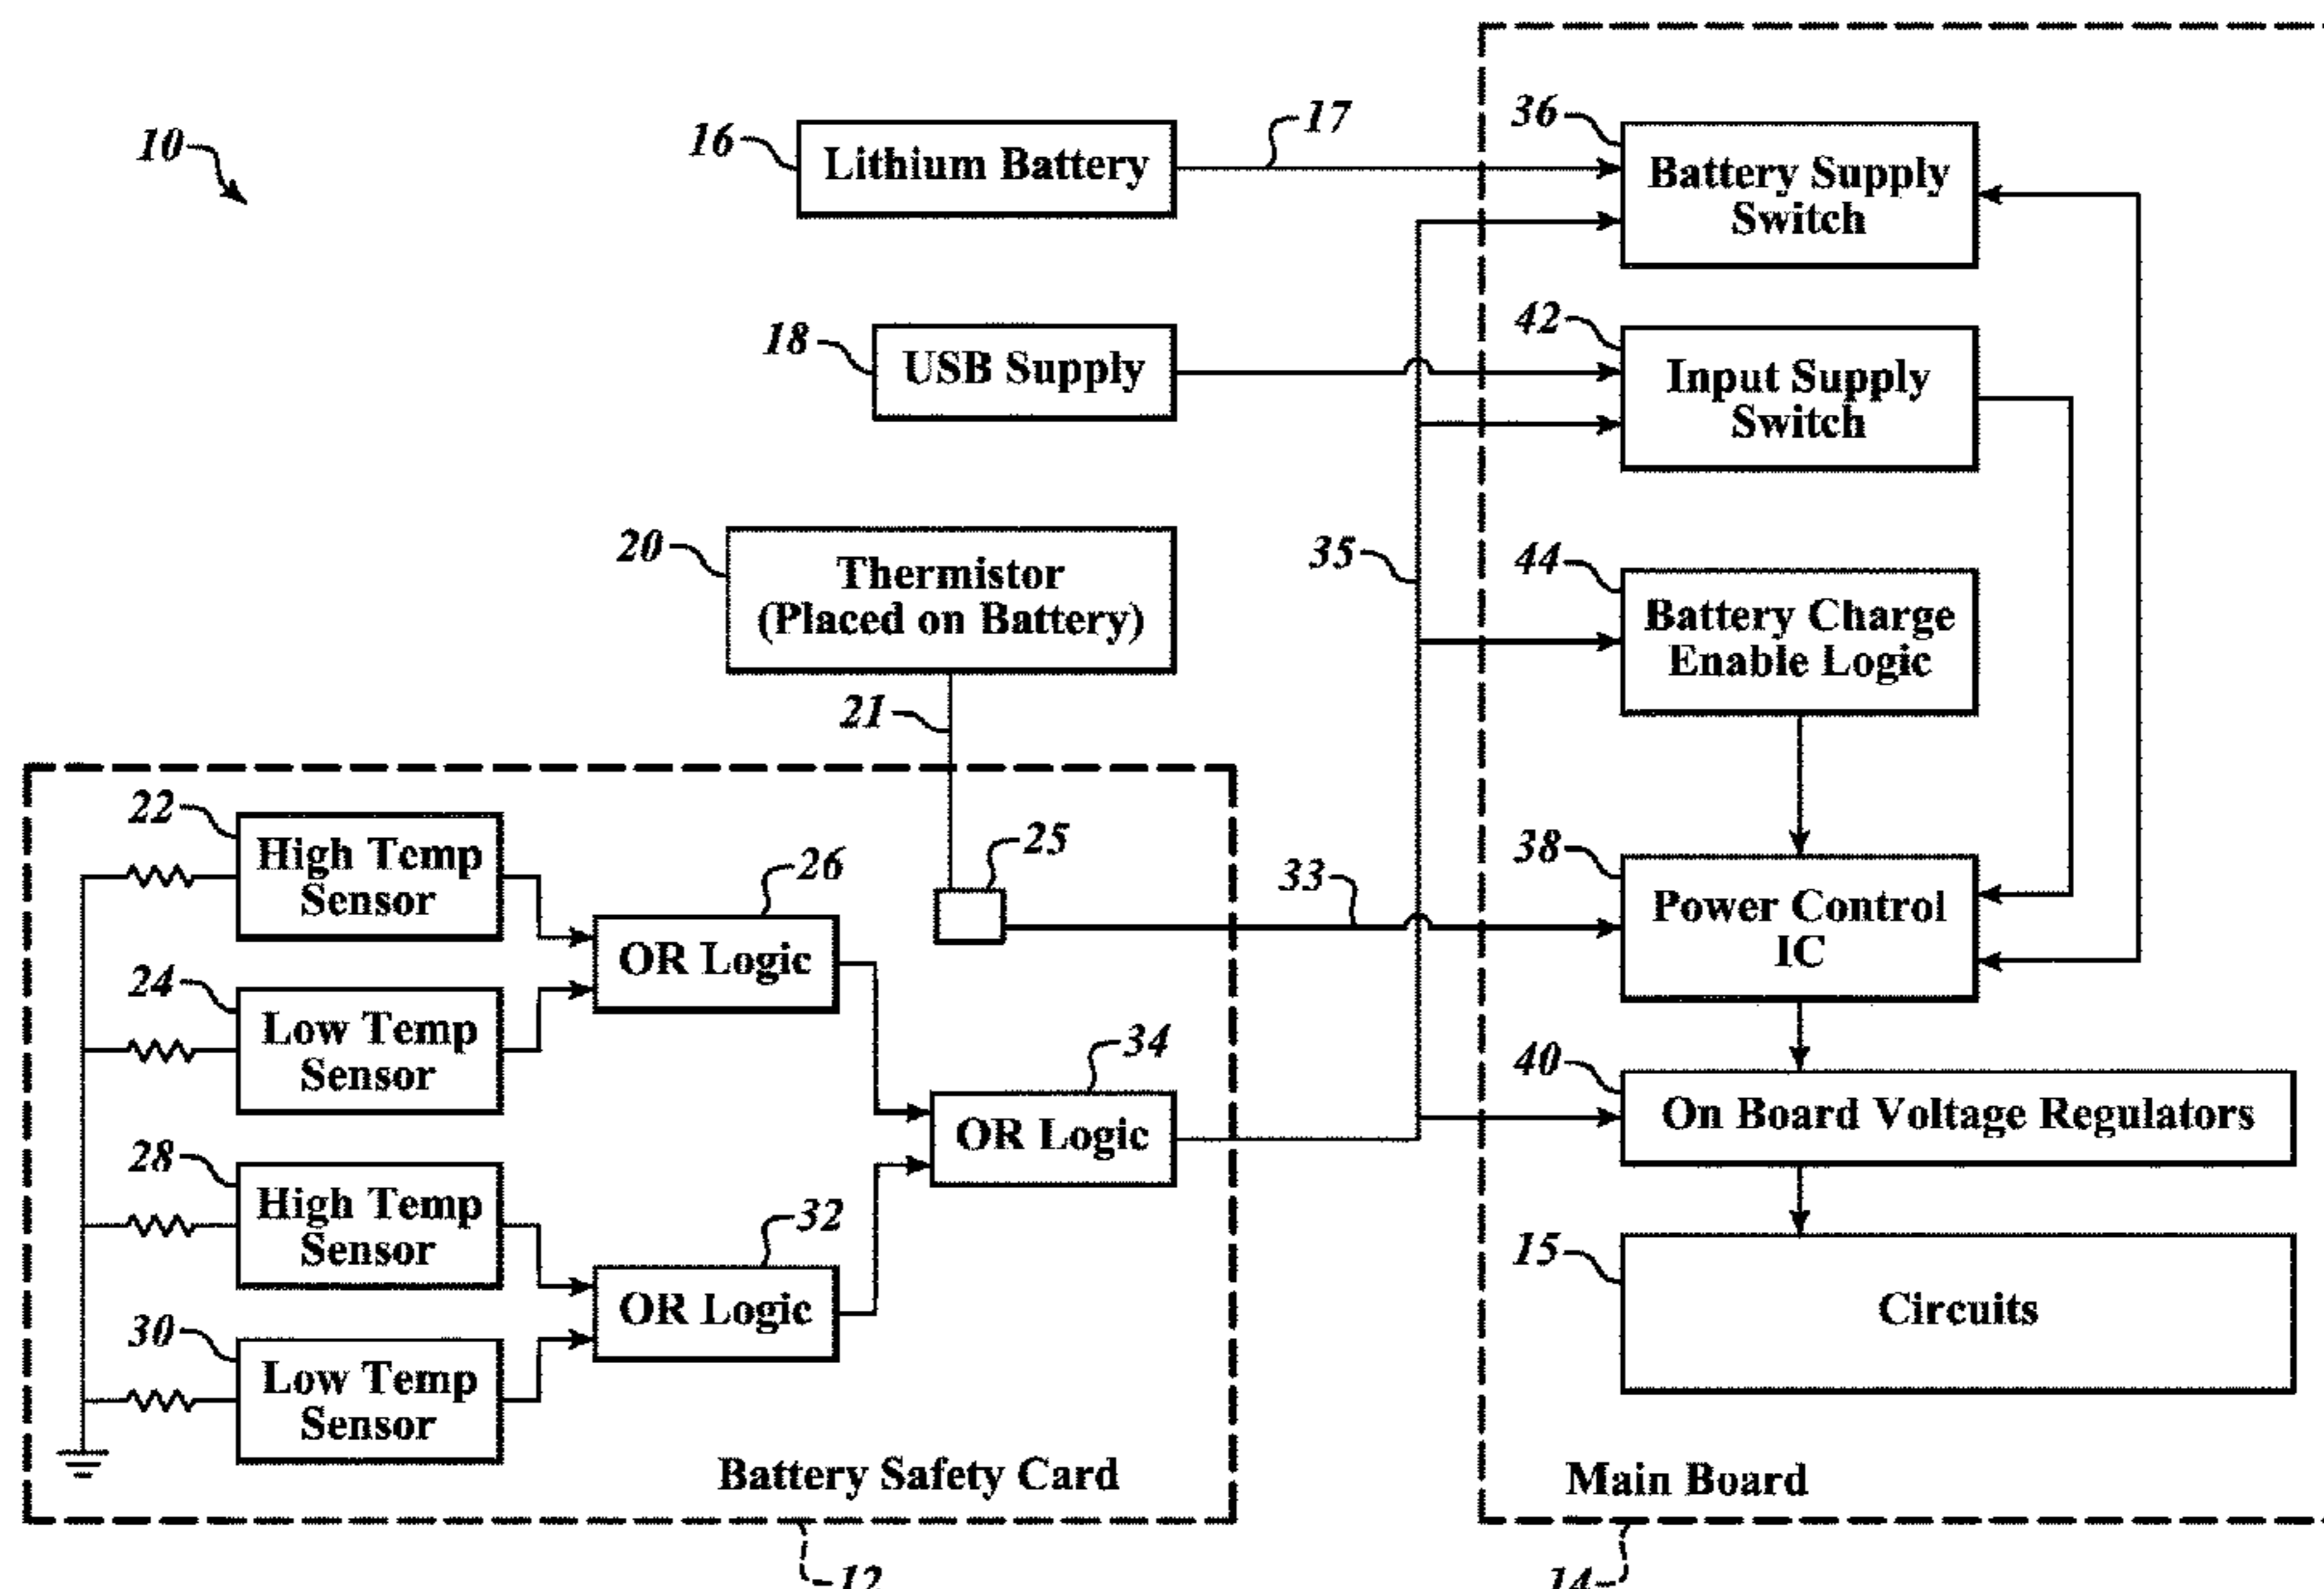 10
16
Lithium Battery
17
36
Battery Supply
Switch
18
USB Supply
42
Input Supply
Switch
20
Thermistor
(Placed on Battery)
21
35
44
Battery Charge
Enable Logic
22
High Temp
Sensor
24
Low Temp
Sensor
26
OR Logic
25
33
38
Power Control
IC
28
High Temp
Sensor
30
Low Temp
Sensor
32
OR Logic
34
OR Logic
40
On Board Voltage Regulators
15
Circuits
Battery Safety Card
12
Main Board
14